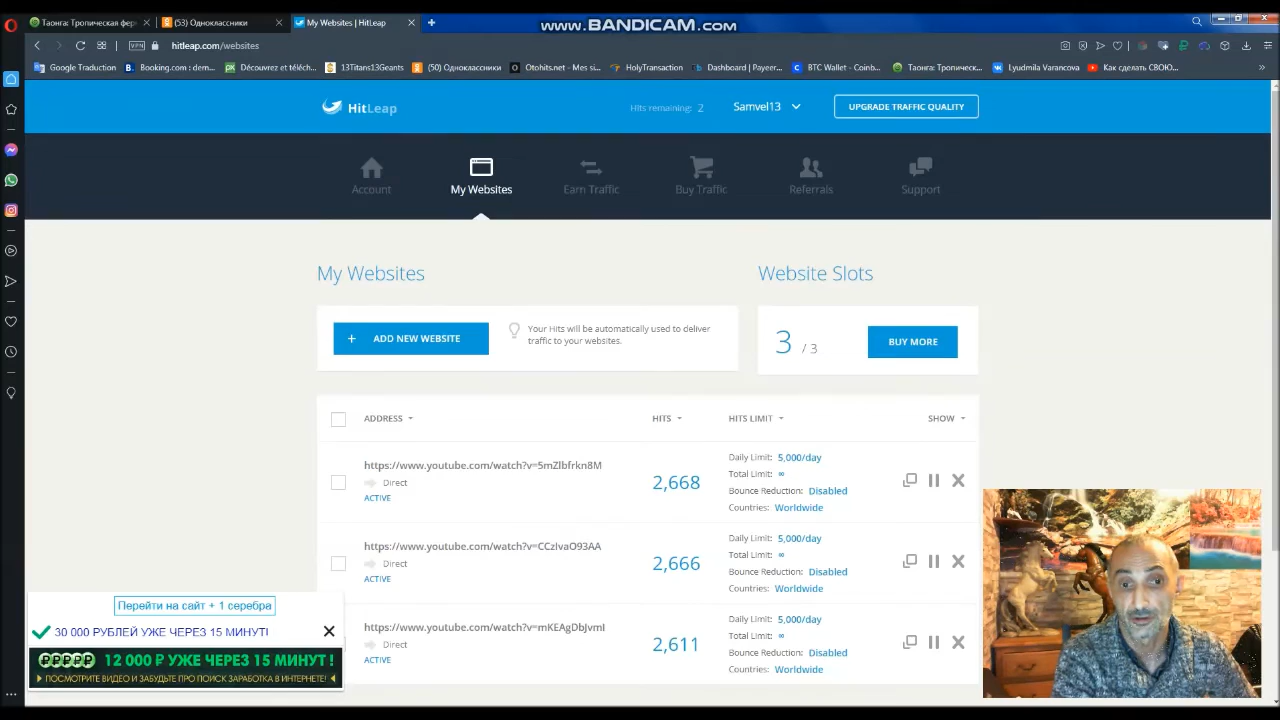 Таонга: Тропическая фер
(53) Одноклассники
My Websites | HitLeap
www.BANDICAM.com
VPN
hitleap.com/websites
Google Traduction
Booking.com : dern...
Découvrez et téléch...
13Titans13Geants
(50) Одноклассники
Otohits.net - Mes si...
HolyTransaction
Dashboard | Payeer...
BTC Wallet - Coinb...
Таонга: Тропическ...
Lyudmila Varancova
Как сделать СВОЮ...
HitLeap
Hits remaining: 2
Samvel13
UPGRADE TRAFFIC QUALITY
Account
My Websites
Earn Traffic
Buy Traffic
Referrals
Support
My Websites
Website Slots
+ ADD NEW WEBSITE
Your Hits will be automatically used to deliver
traffic to your websites.
3 / 3
BUY MORE
ADDRESS
HITS
HITS LIMIT
SHOW
https://www.youtube.com/watch?v=5mZlbfrkn8M
Direct
ACTIVE
2,668
Daily Limit: 5,000/day
Total Limit: ∞
Bounce Reduction: Disabled
Countries: Worldwide
https://www.youtube.com/watch?v=CCzIvaO93AA
Direct
ACTIVE
2,666
Daily Limit: 5,000/day
Total Limit: ∞
Bounce Reduction: Disabled
Countries: Worldwide
https://www.youtube.com/watch?v=mKEAgDbJvmI
Direct
ACTIVE
2,611
Daily Limit: 5,000/day
Total Limit: ∞
Bounce Reduction: Disabled
Countries: Worldwide
Перейти на сайт + 1 серебра
30 000 РУБЛЕЙ УЖЕ ЧЕРЕЗ 15 МИНУТ!
₽₽₽₽₽ 12 000 ₽ УЖЕ ЧЕРЕЗ 15 МИНУТ !
ПОСМОТРИТЕ ВИДЕО И ЗАБУДЬТЕ ПРО ПОИСК ЗАРАБОТКА В ИНТЕРНЕТЕ!